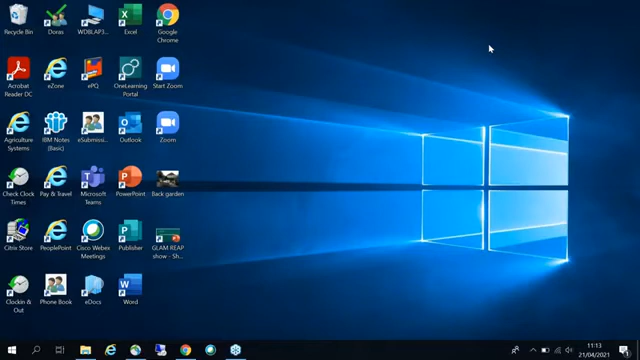 Recycle Bin
Doras
WDBLAP3...
Excel
Google
Chrome
Acrobat
Reader DC
eZone
ePQ
OneLearning
Portal
Start Zoom
Agriculture
Systems
IBM Notes
(Basic)
eSubmissio...
Outlook
Zoom
Check Clock
Times
Pay & Travel
Microsoft
Teams
PowerPoint
Back garden
Citrix Store
PeoplePoint
Cisco Webex
Meetings
Publisher
GLAM REAP
show - Sh...
Clockin &
Out
Phone Book
eDocs
Word
11:13
21/04/2021